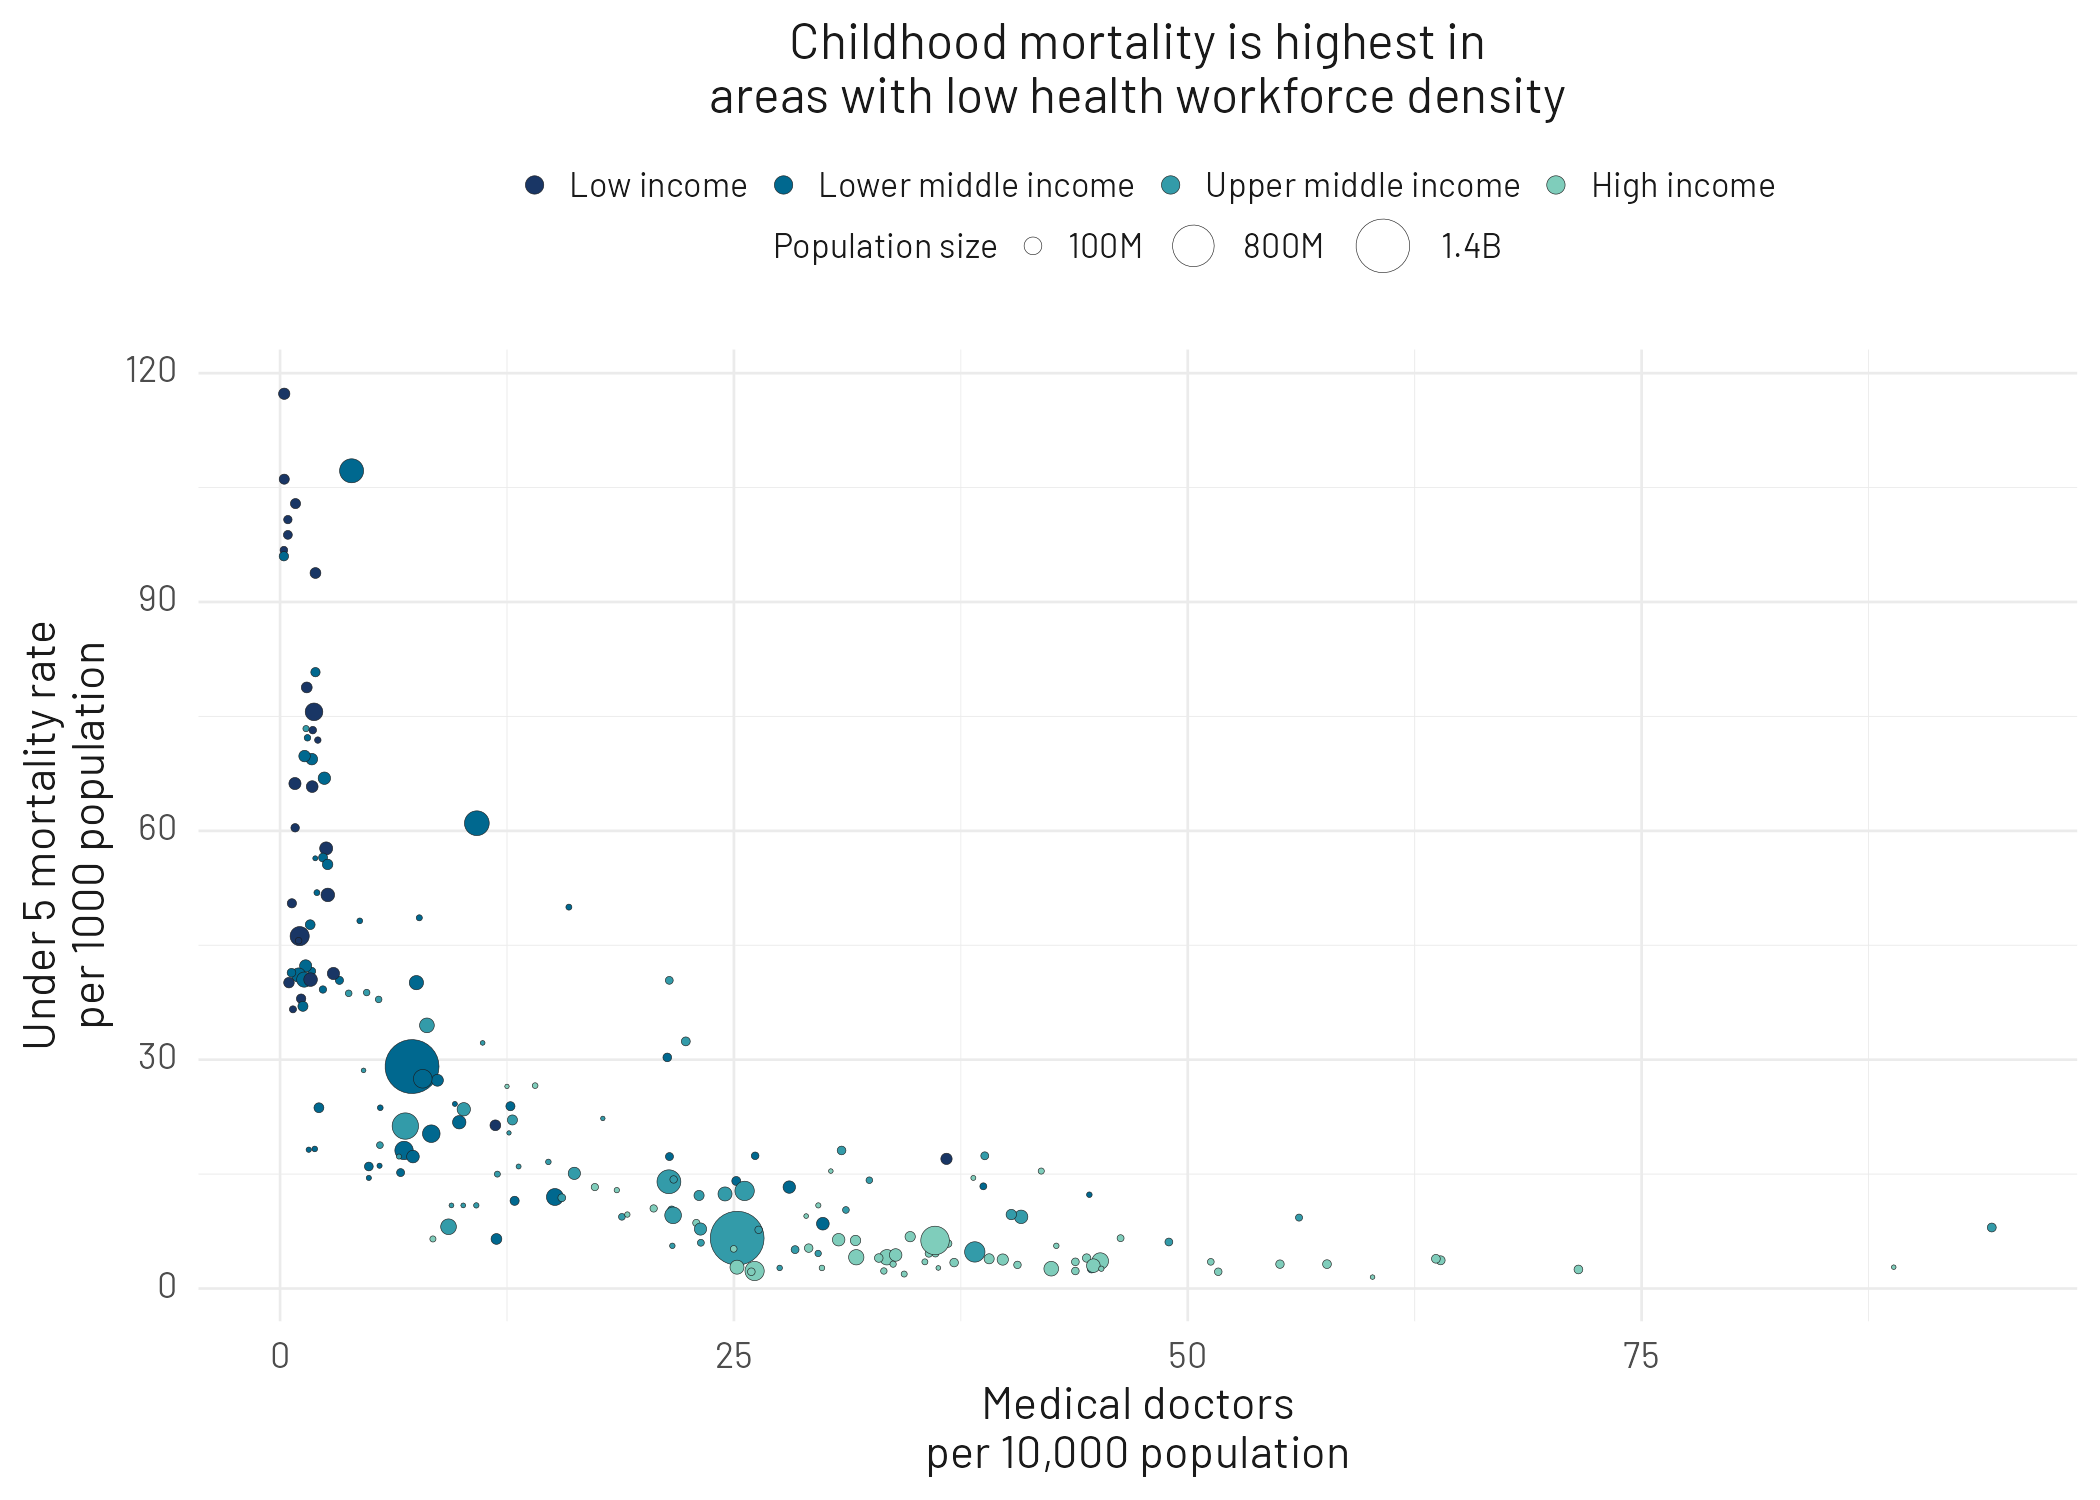 Childhood mortality is highest in
areas with low health workforce density
Low income Lower middle income Upper middle income High income
Population size 100M 800M 1.4B
120
90
60
30
0
Under 5 mortality rate
per 1000 population
0 25 50 75
Medical doctors
per 10,000 population